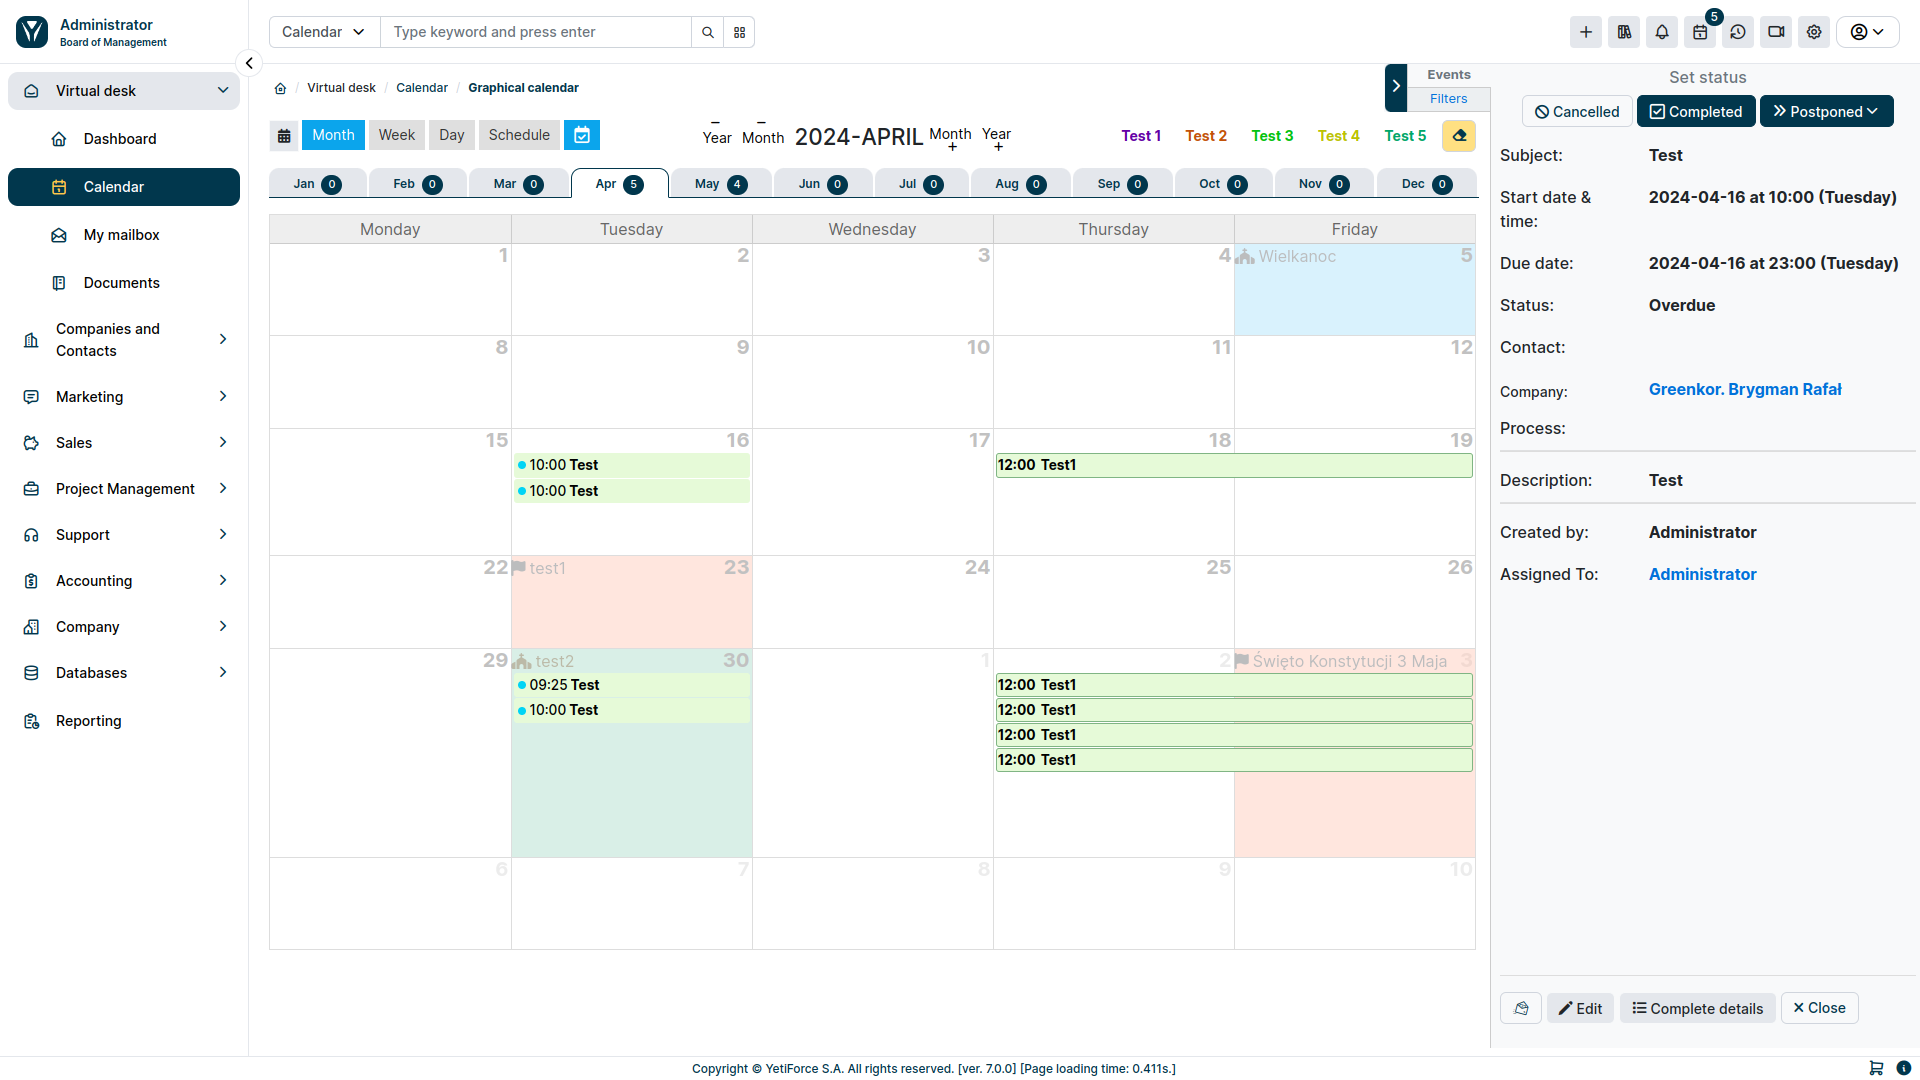 Administrator
Board of Management
Calendar
Type keyword and press enter
5
Virtual desk
Dashboard
Calendar
My mailbox
Documents
Companies and
Contacts
Marketing
Sales
Project Management
Support
Accounting
Company
Databases
Reporting
/ Virtual desk / Calendar / Graphical calendar
Events
Filters
Month
Week
Day
Schedule
− Year
− Month
2024-APRIL
Month +
Year +
Test 1
Test 2
Test 3
Test 4
Test 5
Jan 0
Feb 0
Mar 0
Apr 5
May 4
Jun 0
Jul 0
Aug 0
Sep 0
Oct 0
Nov 0
Dec 0
Monday Tuesday Wednesday Thursday Friday
1 2 3 4 Wielkanoc 5
8 9 10 11 12
15 16 17 18 19
10:00 Test
12:00 Test1
10:00 Test
22 test1 23 24 25 26
29 test2 30 1 2 Święto Konstytucji 3 Maja 3
09:25 Test
12:00 Test1
10:00 Test
12:00 Test1
12:00 Test1
12:00 Test1
6 7 8 9 10
Set status
Cancelled
Completed
Postponed
Subject: Test
Start date & time: 2024-04-16 at 10:00 (Tuesday)
Due date: 2024-04-16 at 23:00 (Tuesday)
Status: Overdue
Contact:
Company: Greenkor. Brygman Rafał
Process:
Description: Test
Created by: Administrator
Assigned To: Administrator
Edit
Complete details
Close
Copyright © YetiForce S.A. All rights reserved. [ver. 7.0.0] [Page loading time: 0.411s.]